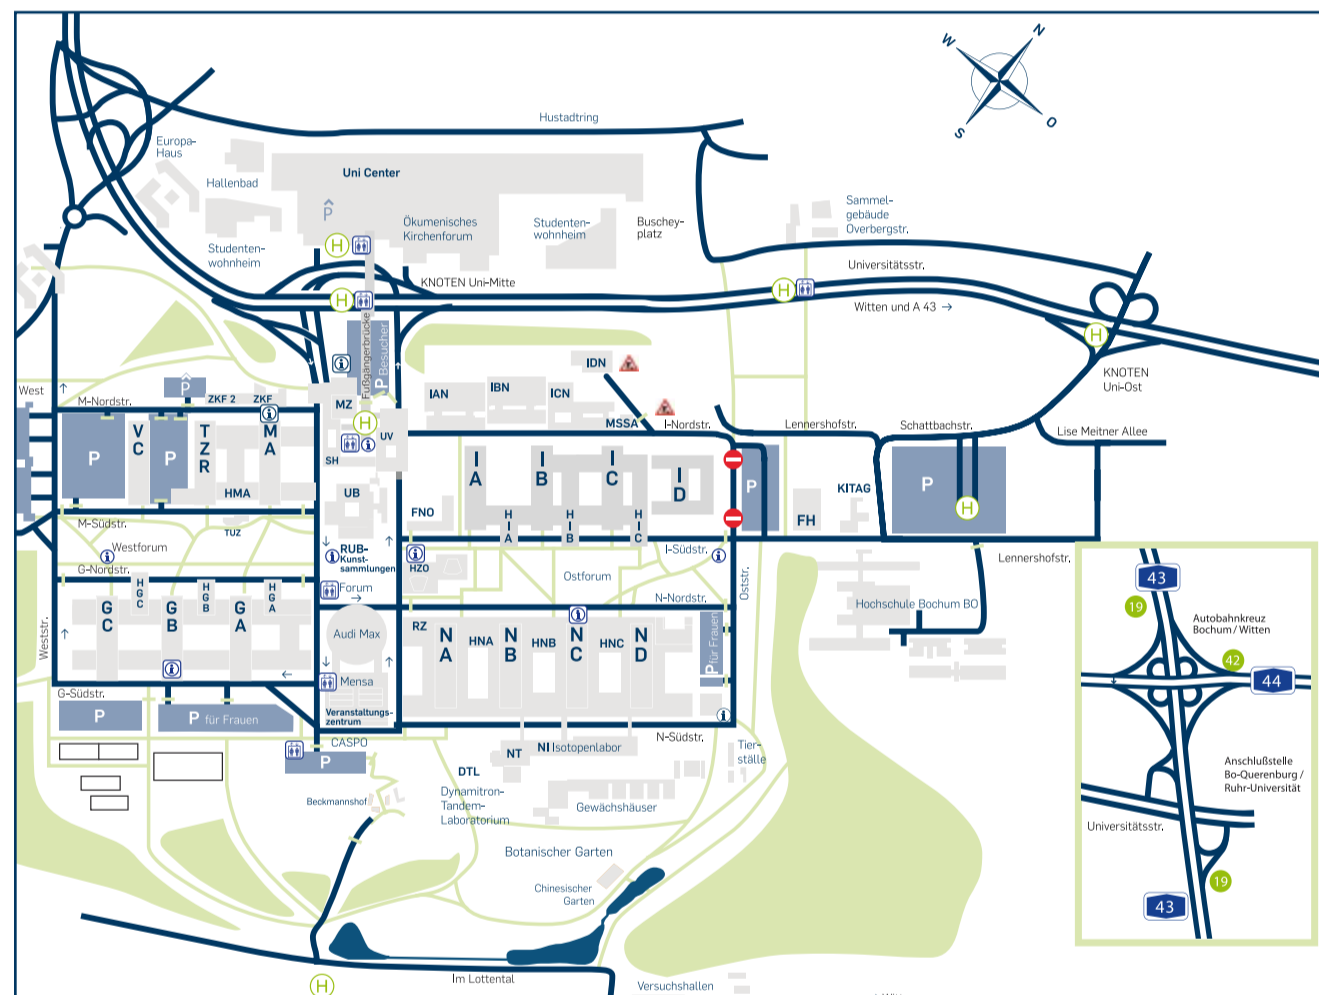 N
W
S
O
Hustadtring
Europa-
Haus
Hallenbad
Uni Center
P
Ökumenisches
Kirchenforum
Studenten-
wohnheim
Buschey-
platz
Sammel-
gebäude
Overbergstr.
Studenten-
wohnheim
H
KNOTEN Uni-Mitte
H
H
Universitätsstr.
Witten und A 43 →
H
KNOTEN
Uni-Ost
Fußgängerbrücke
P Besucher
i
West
M-Nordstr.
P
ZKF 2
ZKF
i
MZ
H
i
UV
SH
UB
IAN
IBN
ICN
IDN
MSSA
I-Nordstr.
Lennershofstr.
Schattbachstr.
Lise Meitner Allee
P
VC
P
TZR
MA
HMA
M-Südstr.
TUZ
Westforum
i
G-Nordstr.
IA
IB
IC
ID
HIA
HIB
HIC
P
FH
KITAG
P
H
FNO
i
HZO
I-Südstr.
i
Lennershofstr.
i
RUB-
Kunst-
sammlungen
Forum
→
Ostforum
N-Nordstr.
Oststr.
Hochschule Bochum BO
Weststr.
GC
HGC
GB
HGB
GA
HGA
i
G-Südstr.
P
P für Frauen
Audi Max
Mensa
Veranstaltungs-
zentrum
CASPO
P
RZ
NA
HNA
NB
HNB
i
NC
HNC
ND
P für Frauen
i
N-Südstr.
NT
NI Isotopenlabor
Tier-
ställe
DTL
Dynamitron-
Tandem-
Laboratorium
Gewächshäuser
Beckmannshof
Botanischer Garten
Chinesischer
Garten
Im Lottental
H
Versuchshallen
43
19
Autobahnkreuz
Bochum / Witten
42
44
Anschlußstelle
Bo-Querenburg /
Ruhr-Universität
Universitätsstr.
19
43